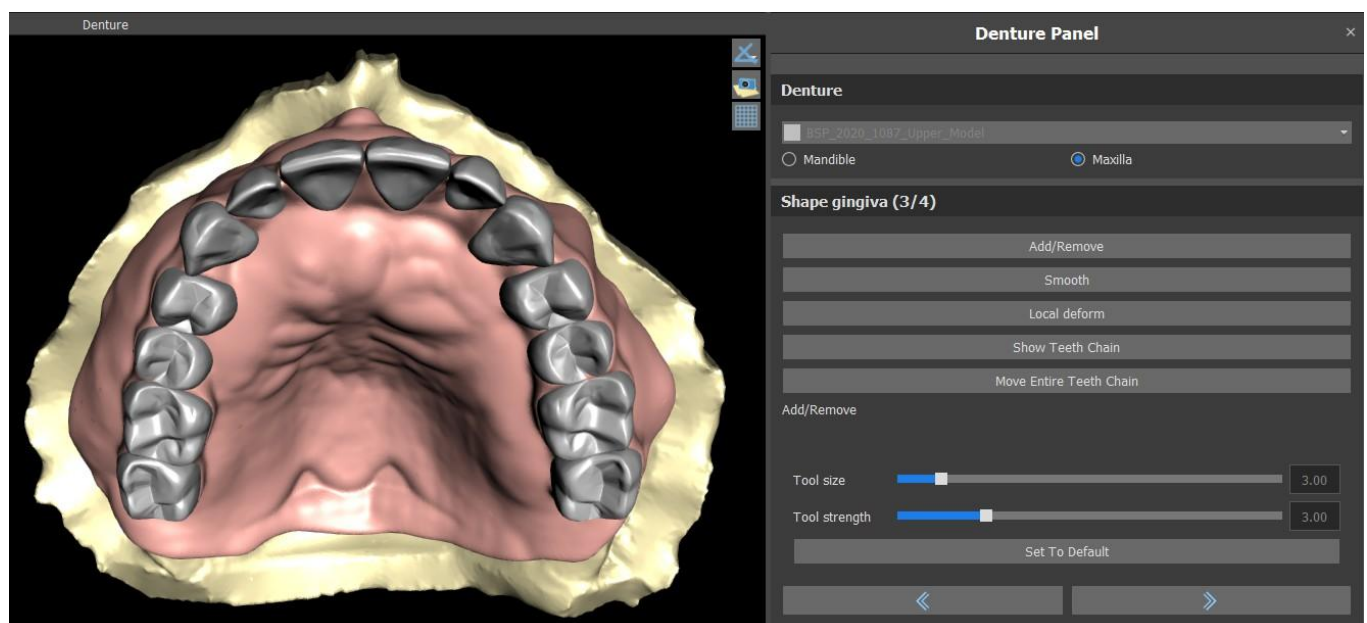 Denture
Denture Panel
×
Denture
BSP_2020_1087_Upper_Model
Mandible
Maxilla
Shape gingiva (3/4)
Add/Remove
Smooth
Local deform
Show Teeth Chain
Move Entire Teeth Chain
Add/Remove
Tool size
3.00
Tool strength
3.00
Set To Default